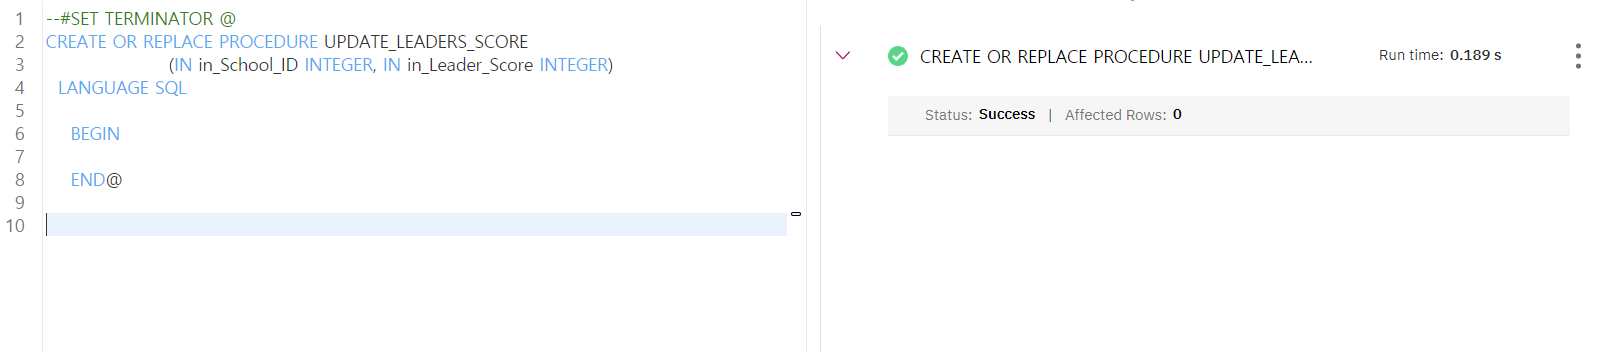 1 --#SET TERMINATOR @
2 CREATE OR REPLACE PROCEDURE UPDATE_LEADERS_SCORE
3 (IN in_School_ID INTEGER, IN in_Leader_Score INTEGER)
4 LANGUAGE SQL
5
6 BEGIN
7
8 END@
9
10
CREATE OR REPLACE PROCEDURE UPDATE_LEA... Run time: 0.189 s
Status: Success | Affected Rows: 0